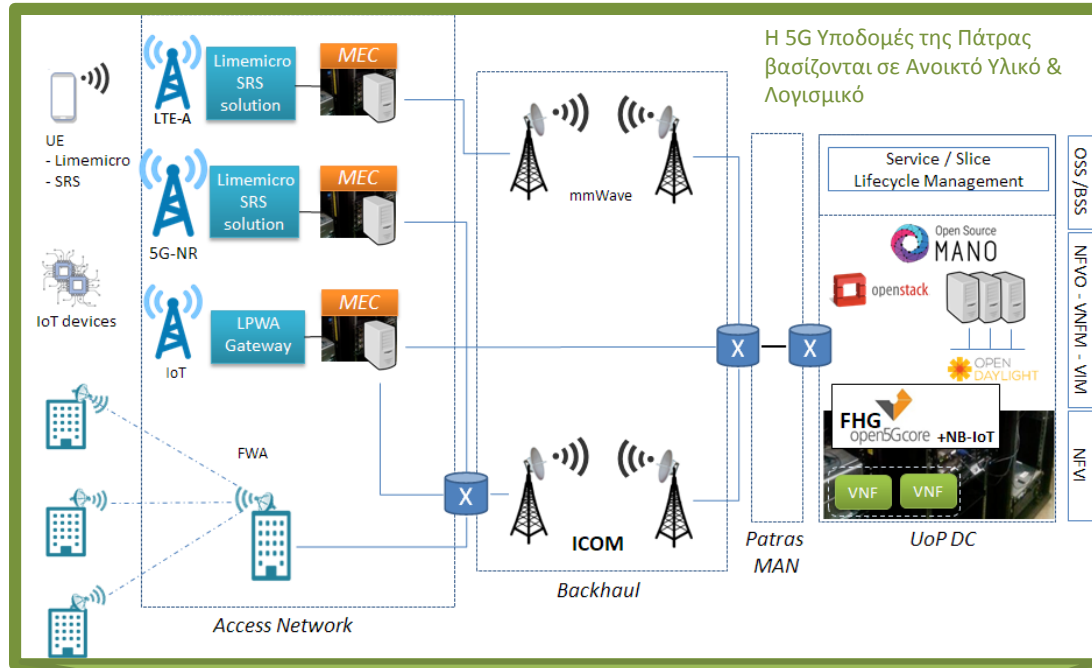 Η 5G Υποδομές της Πάτρας
βασίζονται σε Ανοικτό Υλικό &
Λογισμικό
UE
- Limemicro
- SRS
LTE-A
Limemicro
SRS
solution
MEC
5G-NR
Limemicro
SRS
solution
MEC
IoT devices
IoT
LPWA
Gateway
MEC
FWA
X
Access Network
mmWave
ICOM
Backhaul
X
X
Patras
MAN
Service / Slice
Lifecycle Management
Open Source
MANO
openstack
OPEN
DAYLIGHT
FHG
open5Gcore +NB-IoT
VNF
VNF
UoP DC
OSS /BSS
NFVO - VNFM - VIM
NFVI